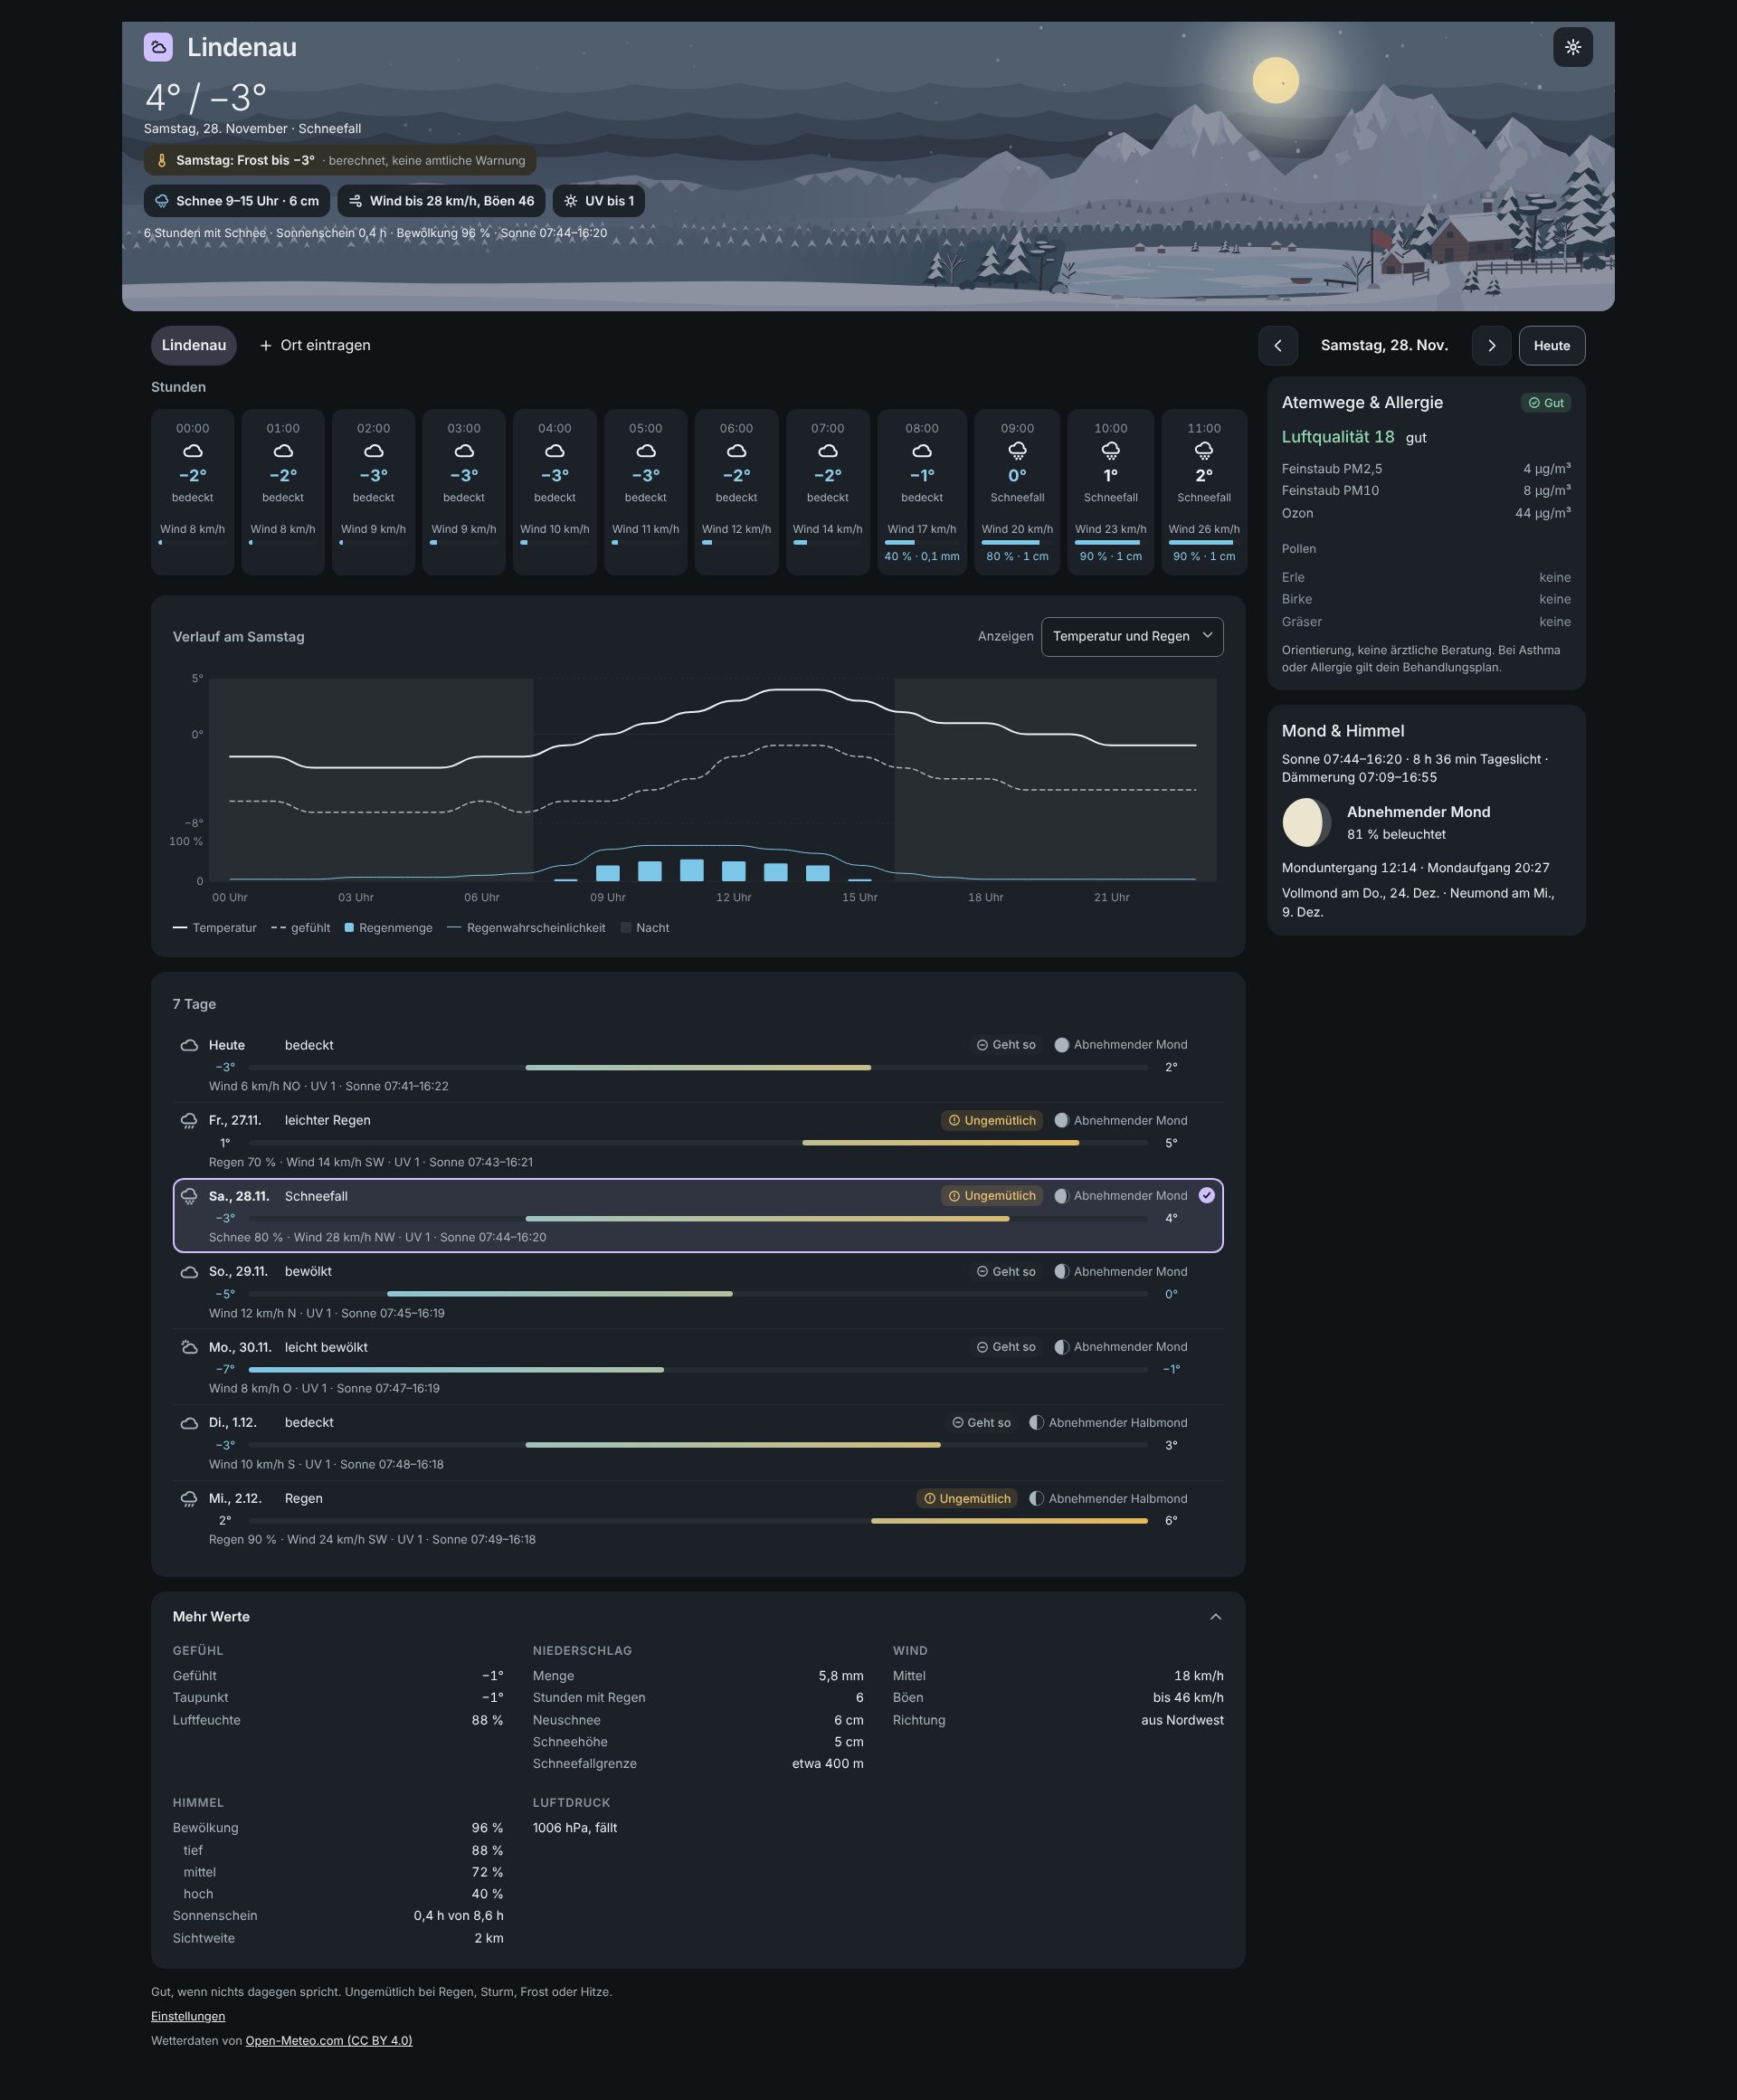 Lindenau
4° / −3°
Samstag, 28. November · Schneefall
Samstag: Frost bis −3° · berechnet, keine amtliche Warnung
Schnee 9–15 Uhr · 6 cm
Wind bis 28 km/h, Böen 46
UV bis 1
6 Stunden mit Schnee · Sonnenschein 0,4 h · Bewölkung 96 % · Sonne 07:44–16:20
Lindenau
+ Ort eintragen
Samstag, 28. Nov.
Heute
Stunden
00:00
−2°
bedeckt
Wind 8 km/h
01:00
−2°
bedeckt
Wind 8 km/h
02:00
−3°
bedeckt
Wind 9 km/h
03:00
−3°
bedeckt
Wind 9 km/h
04:00
−3°
bedeckt
Wind 10 km/h
05:00
−3°
bedeckt
Wind 11 km/h
06:00
−2°
bedeckt
Wind 12 km/h
07:00
−2°
bedeckt
Wind 14 km/h
08:00
−1°
bedeckt
Wind 17 km/h
40 % · 0,1 mm
09:00
0°
Schneefall
Wind 20 km/h
80 % · 1 cm
10:00
1°
Schneefall
Wind 23 km/h
90 % · 1 cm
11:00
2°
Schneefall
Wind 26 km/h
90 % · 1 cm
Verlauf am Samstag
Anzeigen
Temperatur und Regen
5°
0°
−8°
100 %
0
00 Uhr
03 Uhr
06 Uhr
09 Uhr
12 Uhr
15 Uhr
18 Uhr
21 Uhr
Temperatur
gefühlt
Regenmenge
Regenwahrscheinlichkeit
Nacht
7 Tage
Heute bedeckt Geht so Abnehmender Mond
−3° 2°
Wind 6 km/h NO · UV 1 · Sonne 07:41–16:22
Fr., 27.11. leichter Regen Ungemütlich Abnehmender Mond
1° 5°
Regen 70 % · Wind 14 km/h SW · UV 1 · Sonne 07:43–16:21
Sa., 28.11. Schneefall Ungemütlich Abnehmender Mond
−3° 4°
Schnee 80 % · Wind 28 km/h NW · UV 1 · Sonne 07:44–16:20
So., 29.11. bewölkt Geht so Abnehmender Mond
−5° 0°
Wind 12 km/h N · UV 1 · Sonne 07:45–16:19
Mo., 30.11. leicht bewölkt Geht so Abnehmender Mond
−7° −1°
Wind 8 km/h O · UV 1 · Sonne 07:47–16:19
Di., 1.12. bedeckt Geht so Abnehmender Halbmond
−3° 3°
Wind 10 km/h S · UV 1 · Sonne 07:48–16:18
Mi., 2.12. Regen Ungemütlich Abnehmender Halbmond
2° 6°
Regen 90 % · Wind 24 km/h SW · UV 1 · Sonne 07:49–16:18
Mehr Werte
GEFÜHL
Gefühlt −1°
Taupunkt −1°
Luftfeuchte 88 %
NIEDERSCHLAG
Menge 5,8 mm
Stunden mit Regen 6
Neuschnee 6 cm
Schneehöhe 5 cm
Schneefallgrenze etwa 400 m
WIND
Mittel 18 km/h
Böen bis 46 km/h
Richtung aus Nordwest
HIMMEL
Bewölkung 96 %
tief 88 %
mittel 72 %
hoch 40 %
Sonnenschein 0,4 h von 8,6 h
Sichtweite 2 km
LUFTDRUCK
1006 hPa, fällt
Gut, wenn nichts dagegen spricht. Ungemütlich bei Regen, Sturm, Frost oder Hitze.
Einstellungen
Wetterdaten von Open-Meteo.com (CC BY 4.0)
Atemwege & Allergie
Gut
Luftqualität 18 gut
Feinstaub PM2,5 4 µg/m³
Feinstaub PM10 8 µg/m³
Ozon 44 µg/m³
Pollen
Erle keine
Birke keine
Gräser keine
Orientierung, keine ärztliche Beratung. Bei Asthma
oder Allergie gilt dein Behandlungsplan.
Mond & Himmel
Sonne 07:44–16:20 · 8 h 36 min Tageslicht ·
Dämmerung 07:09–16:55
Abnehmender Mond
81 % beleuchtet
Monduntergang 12:14 · Mondaufgang 20:27
Vollmond am Do., 24. Dez. · Neumond am Mi.,
9. Dez.